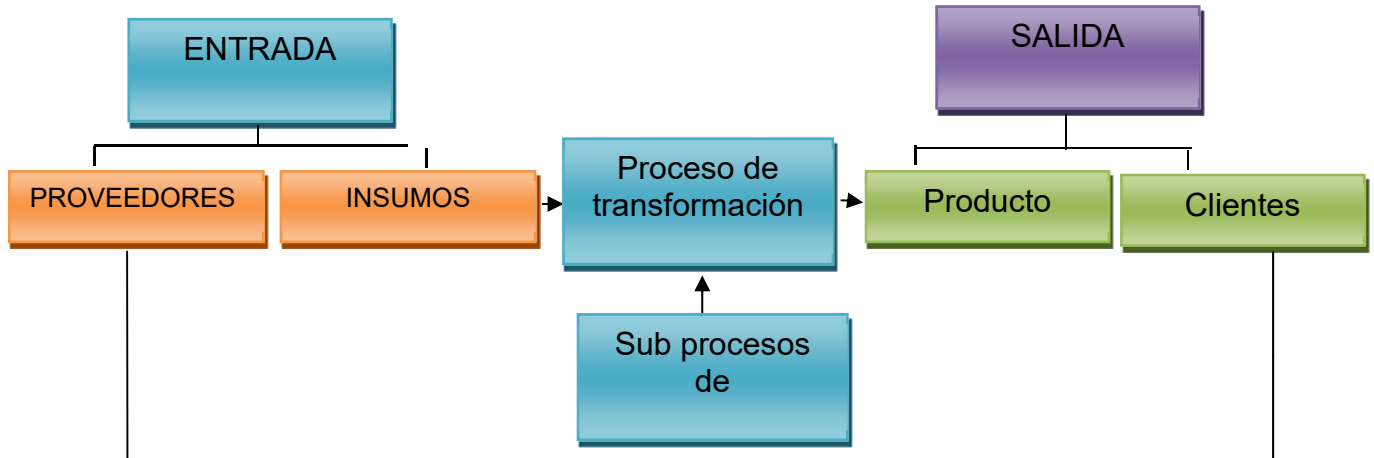 ENTRADA
SALIDA
PROVEEDORES
INSUMOS
Proceso de
transformación
Producto
Clientes
Sub procesos
de